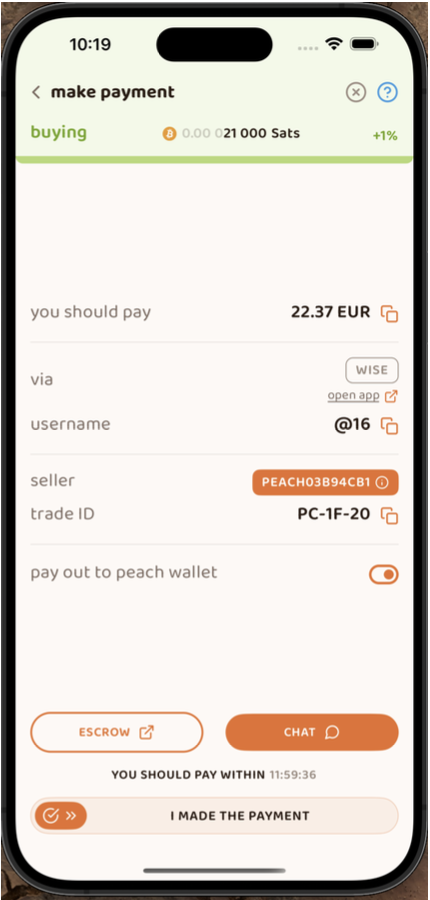 10:19
make payment
buying 0.00 021 000 Sats +1%
you should pay 22.37 EUR
via WISE
open app
username @16
seller PEACH03B94CB1
trade ID PC-1F-20
pay out to peach wallet
ESCROW CHAT
YOU SHOULD PAY WITHIN 11:59:36
I MADE THE PAYMENT